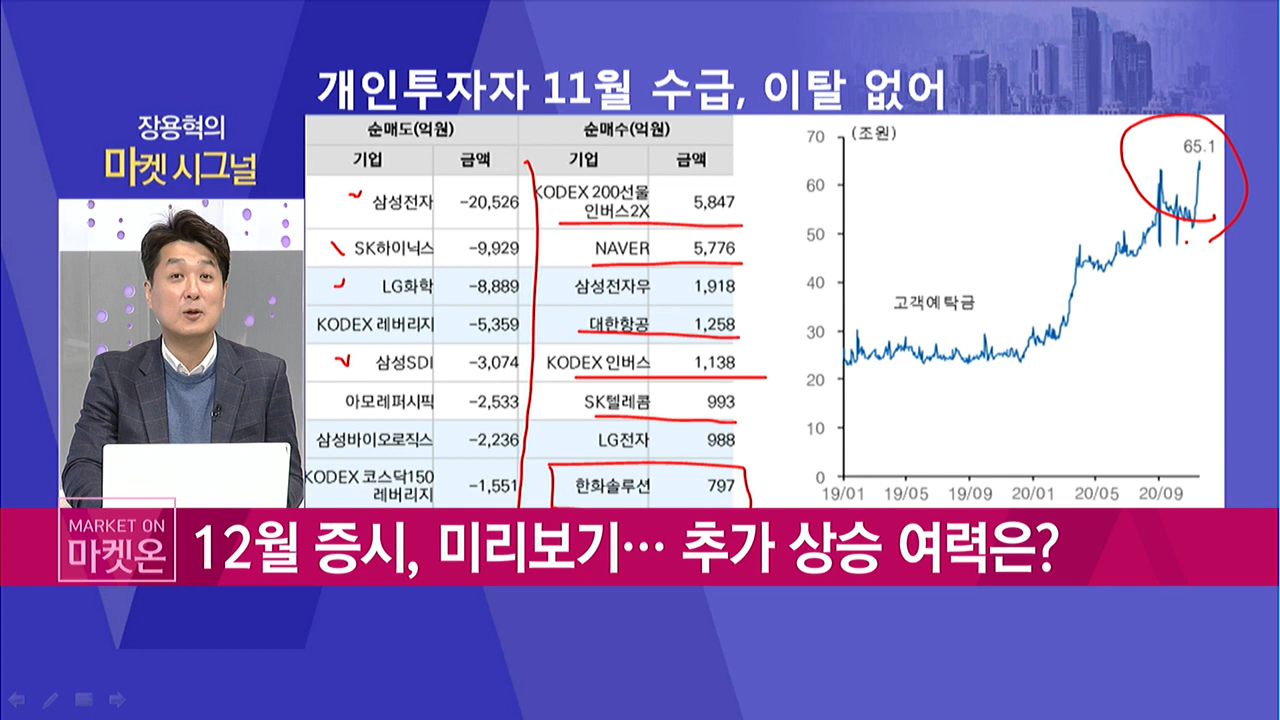 개인투자자 11월 수급, 이탈 없어
장용혁의
마켓 시그널
순매도(억원) 순매수(억원)
기업 금액 기업 금액
삼성전자 -20,526 KODEX 200선물 인버스2X 5,847
SK하이닉스 -9,929 NAVER 5,776
LG화학 -8,889 삼성전자우 1,918
KODEX 레버리지 -5,359 대한항공 1,258
삼성SDI -3,074 KODEX 인버스 1,138
아모레퍼시픽 -2,533 SK텔레콤 993
삼성바이오로직스 -2,236 LG전자 988
KODEX 코스닥150 레버리지 -1,551 한화솔루션 797
(조원)
65.1
고객예탁금
70
60
50
40
30
20
10
0
19/01 19/05 19/09 20/01 20/05 20/09
MARKET ON
마켓온
12월 증시, 미리보기… 추가 상승 여력은?